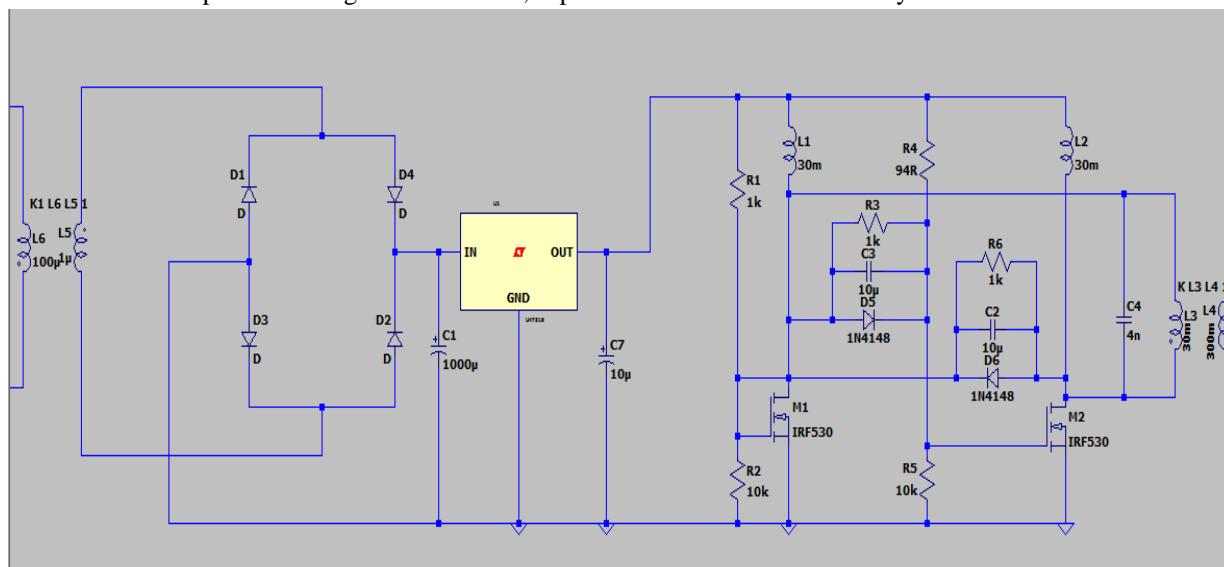 D1
D
D4
D
K1 L6 L5 1
L6
100µ
L5
1µ
D3
D
D2
D
C1
1000µ
IN
OUT
GND
C7
10µ
R1
1k
L1
30m
R4
94R
L2
30m
R3
1k
C3
10µ
D5
1N4148
R6
1k
C2
10µ
D6
1N4148
C4
4n
K L3 L4
L3
30m
L4
300m
M1
IRF530
M2
IRF530
R2
10k
R5
10k